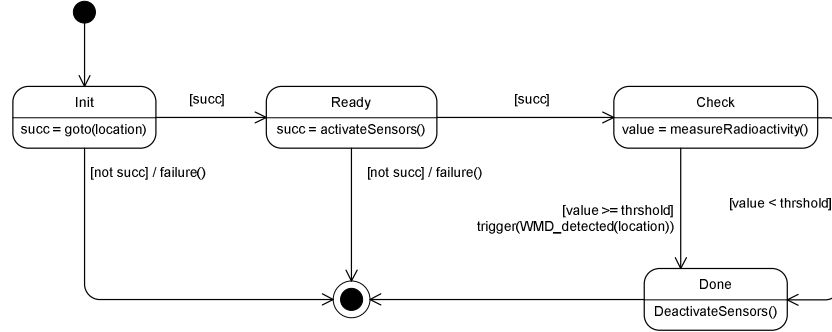 Init
succ = goto(location)
[succ]
Ready
succ = activateSensors()
[succ]
Check
value = measureRadioactivity()
[not succ] / failure()
[not succ] / failure()
[value >= thrshold]
trigger(WMD_detected(location))
[value < thrshold]
Done
DeactivateSensors()